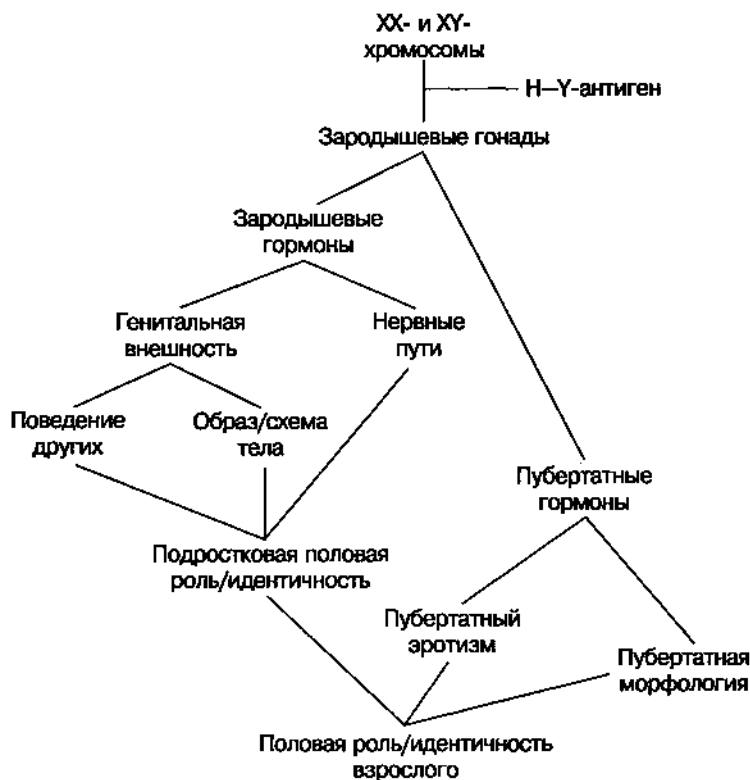 XX- и XY-
хромосомы
H—Y-антиген
Зародышевые гонады
Зародышевые
гормоны
Генитальная
внешность
Нервные
пути
Поведение
других
Образ/схема
тела
Пубертатные
гормоны
Подростковая половая
роль/идентичность
Пубертатный
эротизм
Пубертатная
морфология
Половая роль/идентичность
взрослого